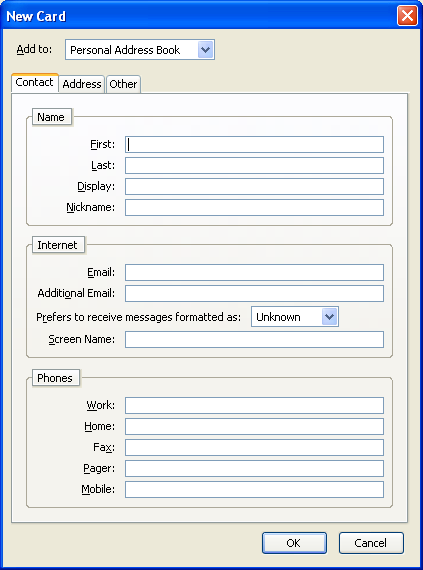 New Card
Add to: Personal Address Book
Contact Address Other
Name
First:
Last:
Display:
Nickname:
Internet
Email:
Additional Email:
Prefers to receive messages formatted as: Unknown
Screen Name:
Phones
Work:
Home:
Fax:
Pager:
Mobile:
OK Cancel